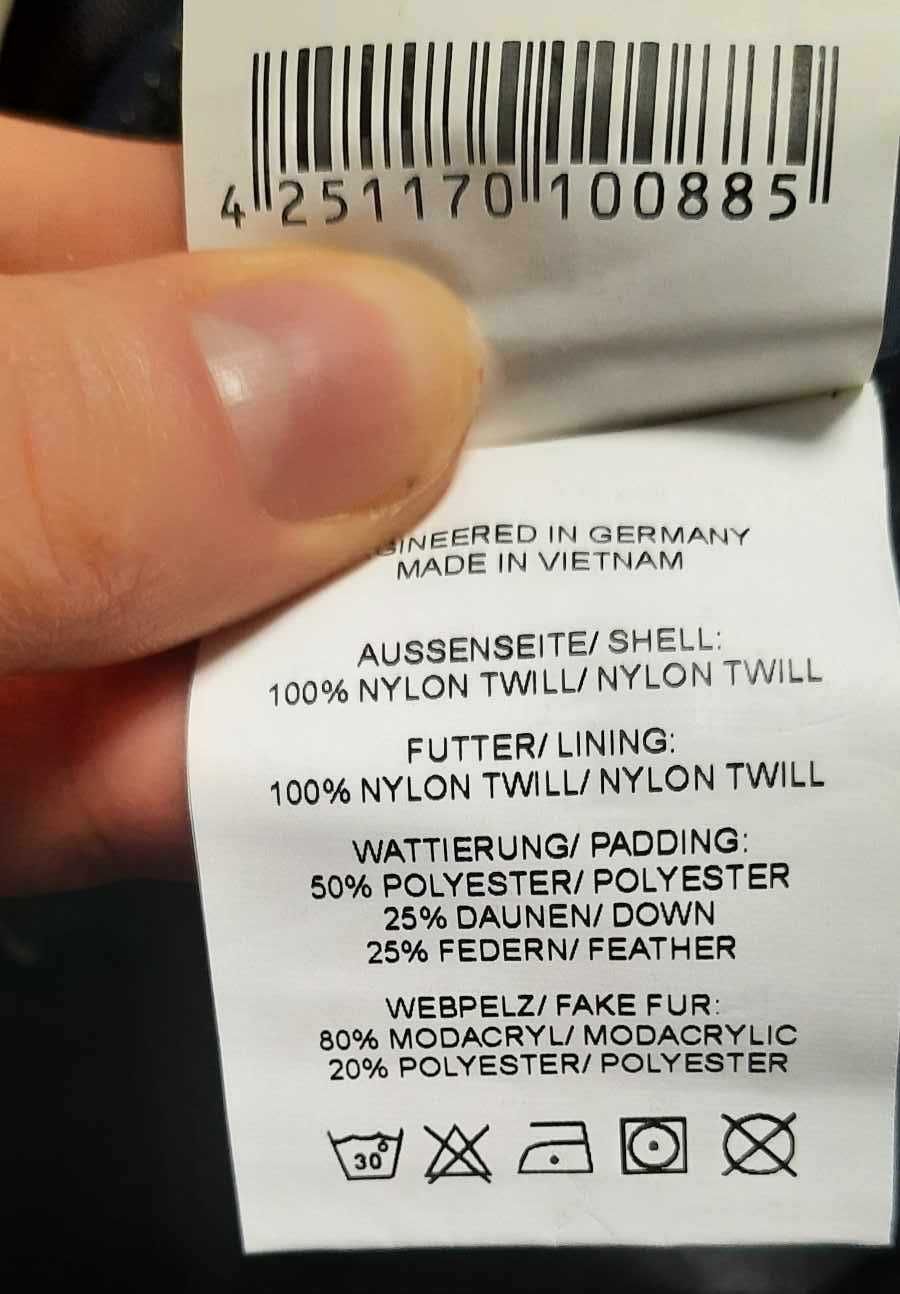 4 251170 100885
IN GERMANY
MADE IN VIETNAM
AUSSENSEITE/ SHELL:
100% NYLON TWILL/ NYLON TWILL
FUTTER/ LINING:
100% NYLON TWILL/ NYLON TWILL
WATTIERUNG/ PADDING:
50% POLYESTER/ POLYESTER
25% DAUNEN/ DOWN
25% FEDERN/ FEATHER
WEBPELZ/ FAKE FUR:
80% MODACRYL/ MODACRYLIC
20% POLYESTER/ POLYESTER
30°